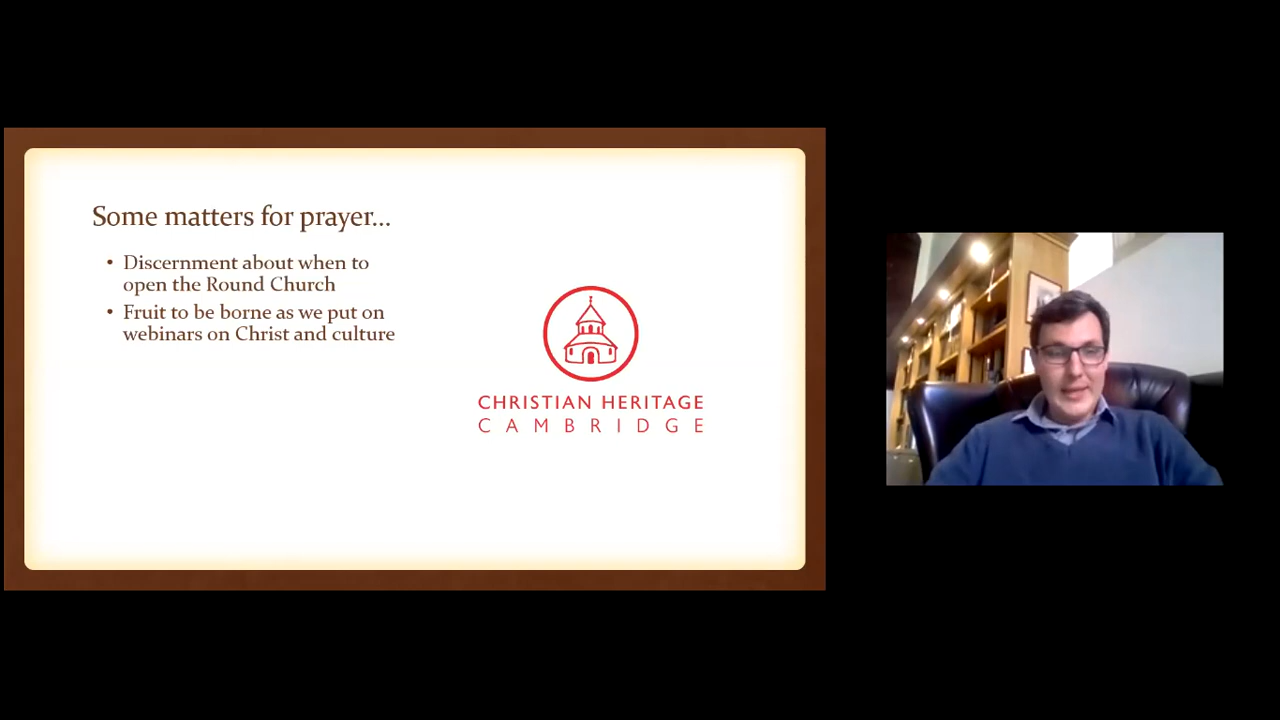 Some matters for prayer...
• Discernment about when to
open the Round Church
• Fruit to be borne as we put on
webinars on Christ and culture
CHRISTIAN HERITAGE
CAMBRIDGE